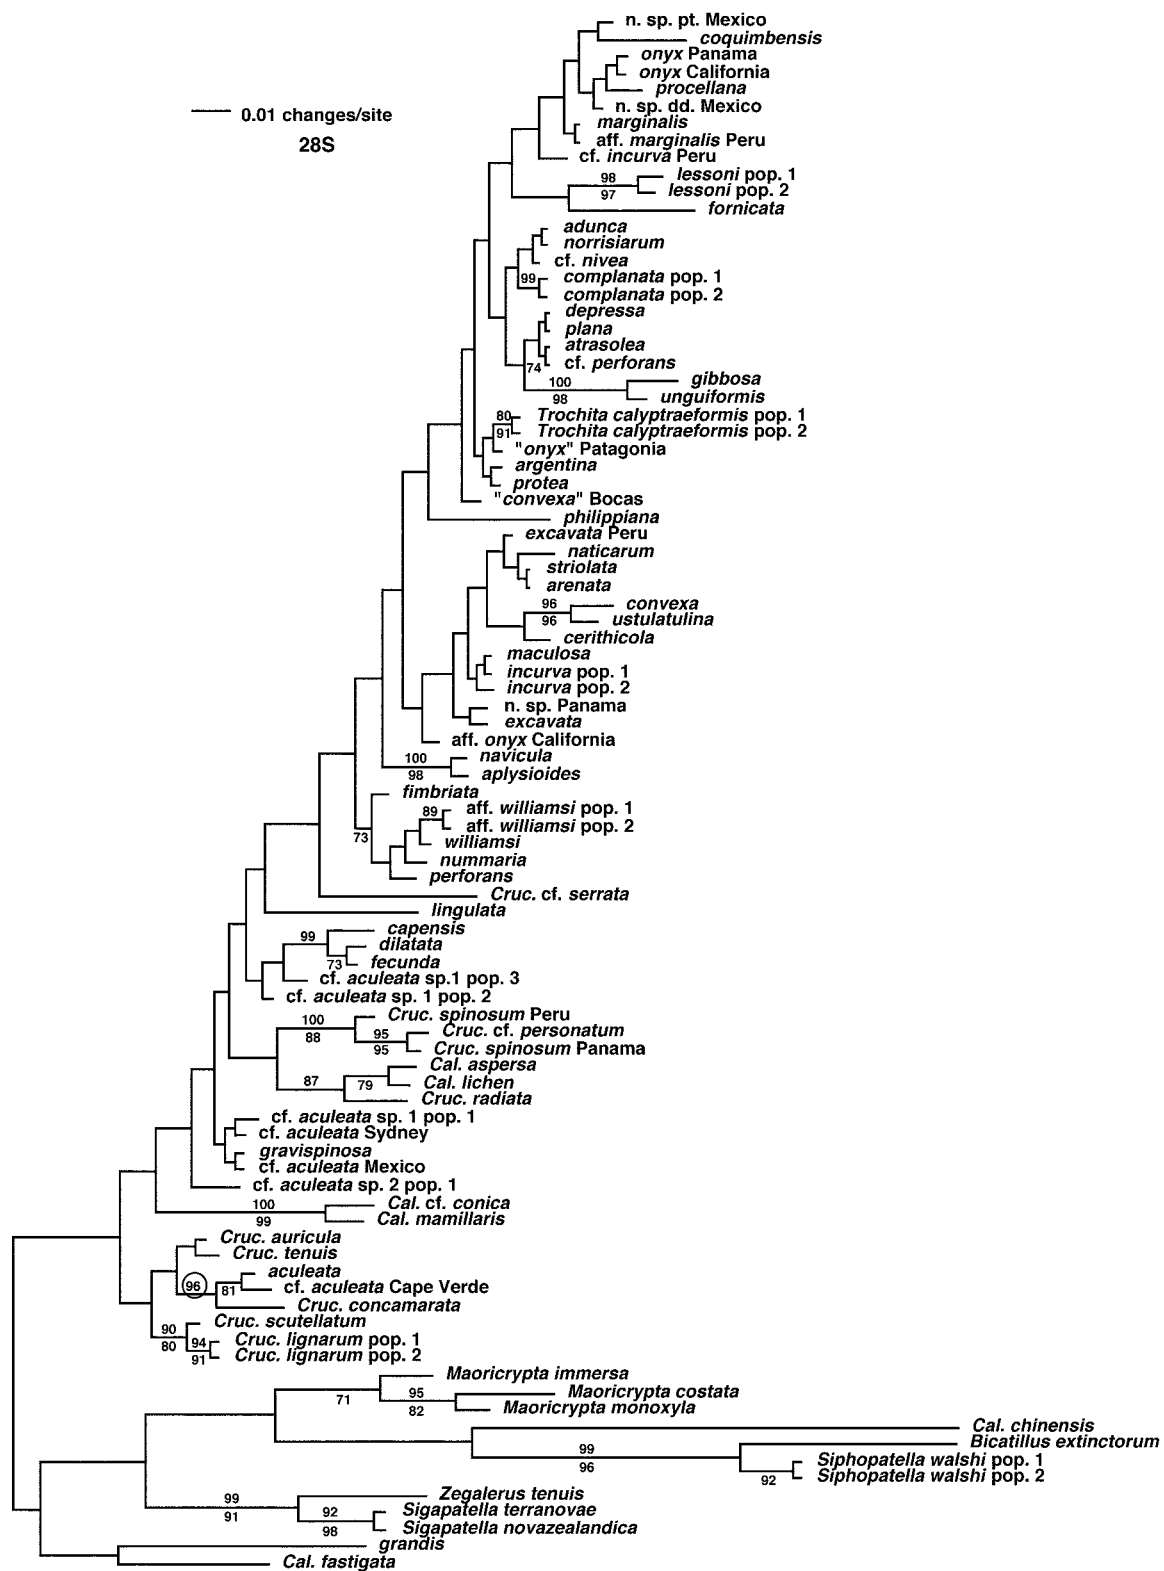 n. sp. pt. Mexico
coquimbensis
onyx Panama
onyx California
procellana
n. sp. dd. Mexico
0.01 changes/site
28S
marginalis
aff. marginalis Peru
cf. incurva Peru
98
lessoni pop. 1
97
lessoni pop. 2
fornicata
adunca
norrisiarum
cf. nivea
99
complanata pop. 1
complanata pop. 2
depressa
plana
atrasolea
74
cf. perforans
100
gibbosa
98
unguiformis
80
Trochita calyptraeformis pop. 1
91
Trochita calyptraeformis pop. 2
"onyx" Patagonia
argentina
protea
"convexa" Bocas
philippiana
excavata Peru
naticarum
striolata
arenata
96
convexa
96
ustulatulina
cerithicola
maculosa
incurva pop. 1
incurva pop. 2
n. sp. Panama
excavata
aff. onyx California
100
navicula
98
aplysioides
fimbriata
89
aff. williamsi pop. 1
aff. williamsi pop. 2
73
williamsi
nummaria
perforans
Cruc. cf. serrata
lingulata
capensis
99
dilatata
73
fecunda
cf. aculeata sp.1 pop. 3
cf. aculeata sp. 1 pop. 2
Cruc. spinosum Peru
100
88
95
Cruc. cf. personatum
95
Cruc. spinosum Panama
Cal. aspersa
87
79
Cal. lichen
Cruc. radiata
cf. aculeata sp. 1 pop. 1
cf. aculeata Sydney
gravispinosa
cf. aculeata Mexico
cf. aculeata sp. 2 pop. 1
100
Cal. cf. conica
99
Cal. mamillaris
Cruc. auricula
Cruc. tenuis
aculeata
96
81
cf. aculeata Cape Verde
Cruc. concamarata
Cruc. scutellatum
90
80
94
Cruc. lignarum pop. 1
91
Cruc. lignarum pop. 2
Maoricrypta immersa
71
95
Maoricrypta costata
82
Maoricrypta monoxyla
Cal. chinensis
Bicatillus extinctorum
99
96
Siphopatella walshi pop. 1
92
Siphopatella walshi pop. 2
99
Zegalerus tenuis
91
92
Sigapatella terranovae
98
Sigapatella novazealandica
grandis
Cal. fastigata